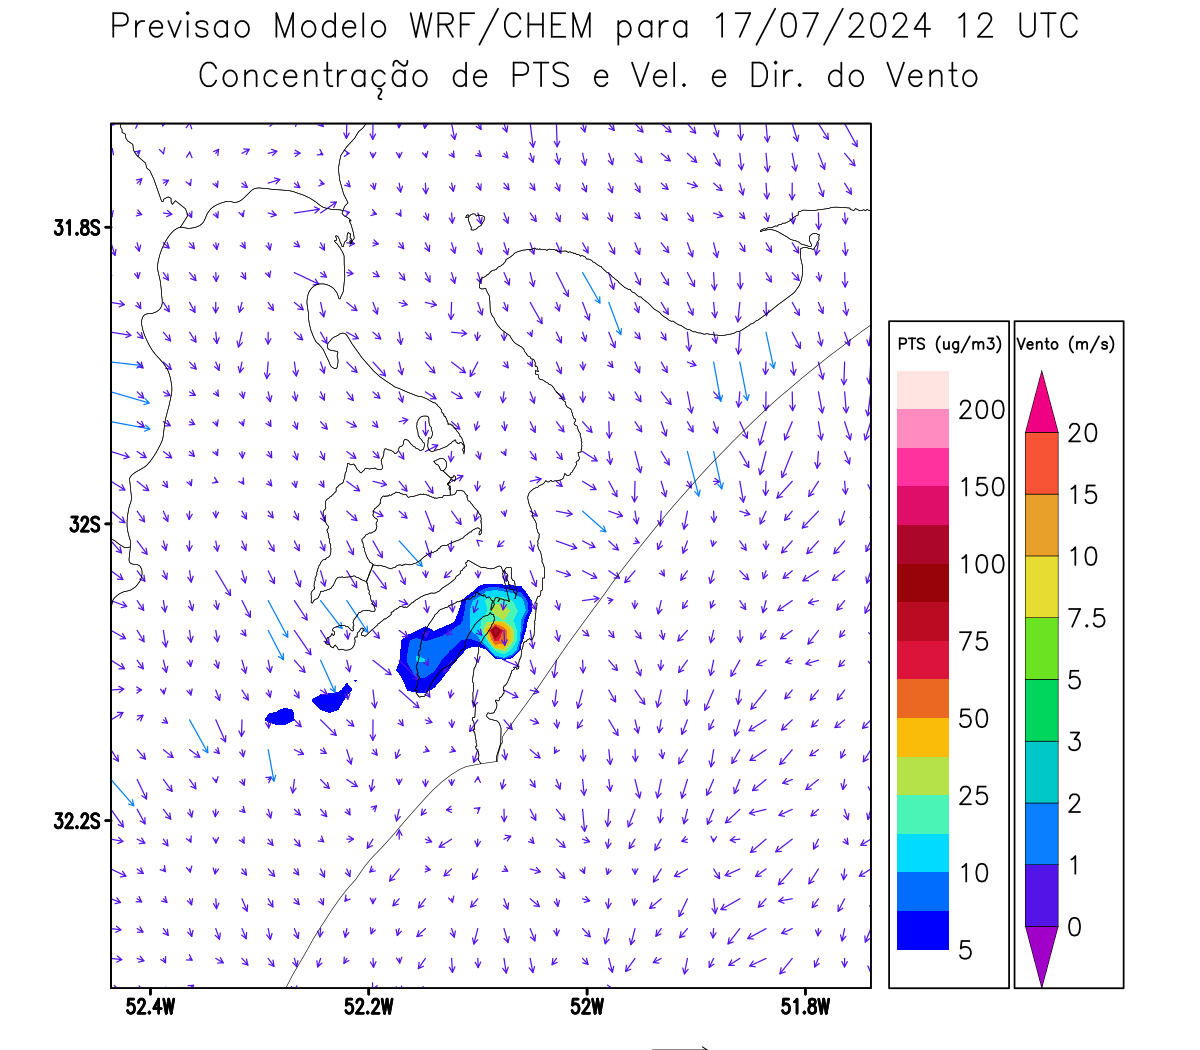 Previsao Modelo WRF/CHEM para 17/07/2024 12 UTC
Concentração de PTS e Vel. e Dir. do Vento
31.8S
32S
32.2S
52.4W
52.2W
52W
51.8W
PTS (ug/m3)
200
150
100
75
50
25
10
5
Vento (m/s)
20
15
10
7.5
5
3
2
1
0